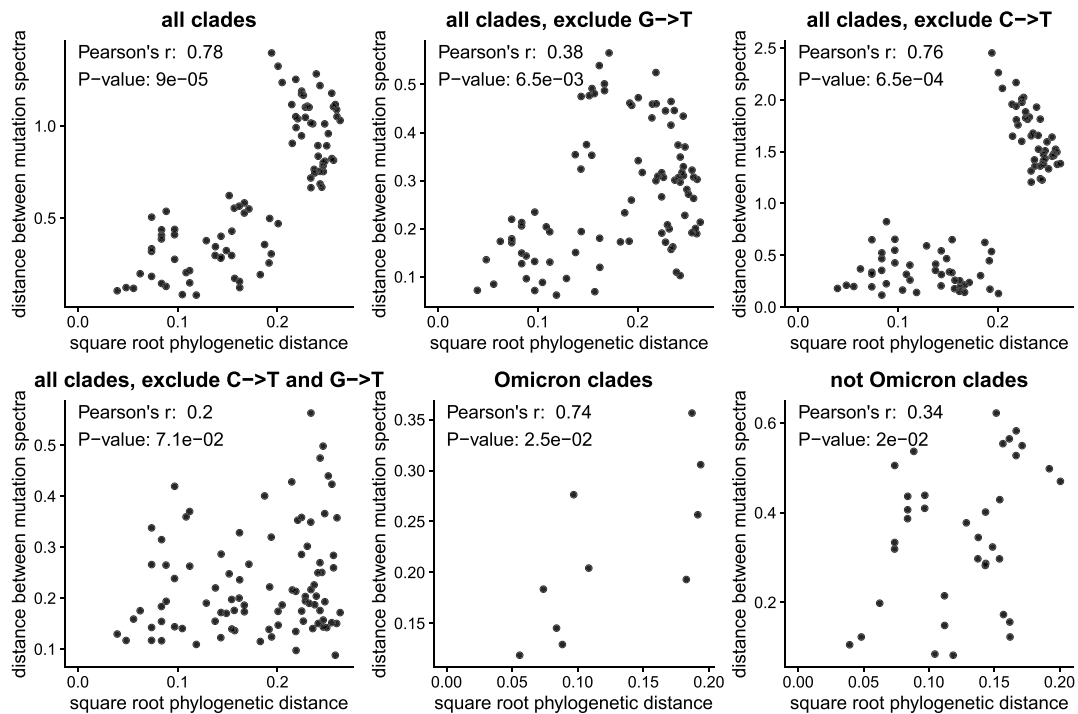 all clades
Pearson's r: 0.78
P−value: 9e−05
distance between mutation spectra
1.0
0.5
0.0
0.1
0.2
square root phylogenetic distance
all clades, exclude G−>T
Pearson's r: 0.38
P−value: 6.5e−03
distance between mutation spectra
0.5
0.4
0.3
0.2
0.1
0.0
0.1
0.2
square root phylogenetic distance
all clades, exclude C−>T
Pearson's r: 0.76
P−value: 6.5e−04
distance between mutation spectra
2.5
2.0
1.5
1.0
0.5
0.0
0.0
0.1
0.2
square root phylogenetic distance
all clades, exclude C−>T and G−>T
Pearson's r: 0.2
P−value: 7.1e−02
distance between mutation spectra
0.5
0.4
0.3
0.2
0.1
0.0
0.1
0.2
square root phylogenetic distance
Omicron clades
Pearson's r: 0.74
P−value: 2.5e−02
distance between mutation spectra
0.35
0.30
0.25
0.20
0.15
0.00
0.05
0.10
0.15
0.20
square root phylogenetic distance
not Omicron clades
Pearson's r: 0.34
P−value: 2e−02
distance between mutation spectra
0.6
0.4
0.2
0.00
0.05
0.10
0.15
0.20
square root phylogenetic distance